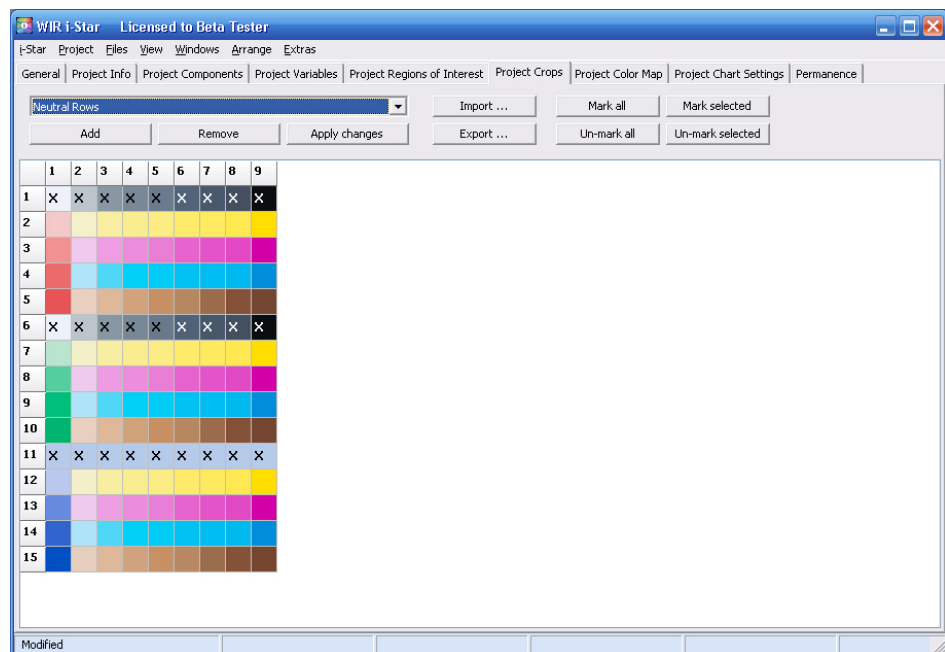 WIR i-Star Licensed to Beta Tester
i-Star Project Files View Windows Arrange Extras
General Project Info Project Components Project Variables Project Regions of Interest Project Crops Project Color Map Project Chart Settings Permanence
Neutral Rows Import ... Mark all Mark selected
Add Remove Apply changes Export ... Un-mark all Un-mark selected
1 2 3 4 5 6 7 8 9
1 X X X X X X X X X
2
3
4
5
6 X X X X X X X X X
7
8
9
10
11 X X X X X X X X X
12
13
14
15
Modified